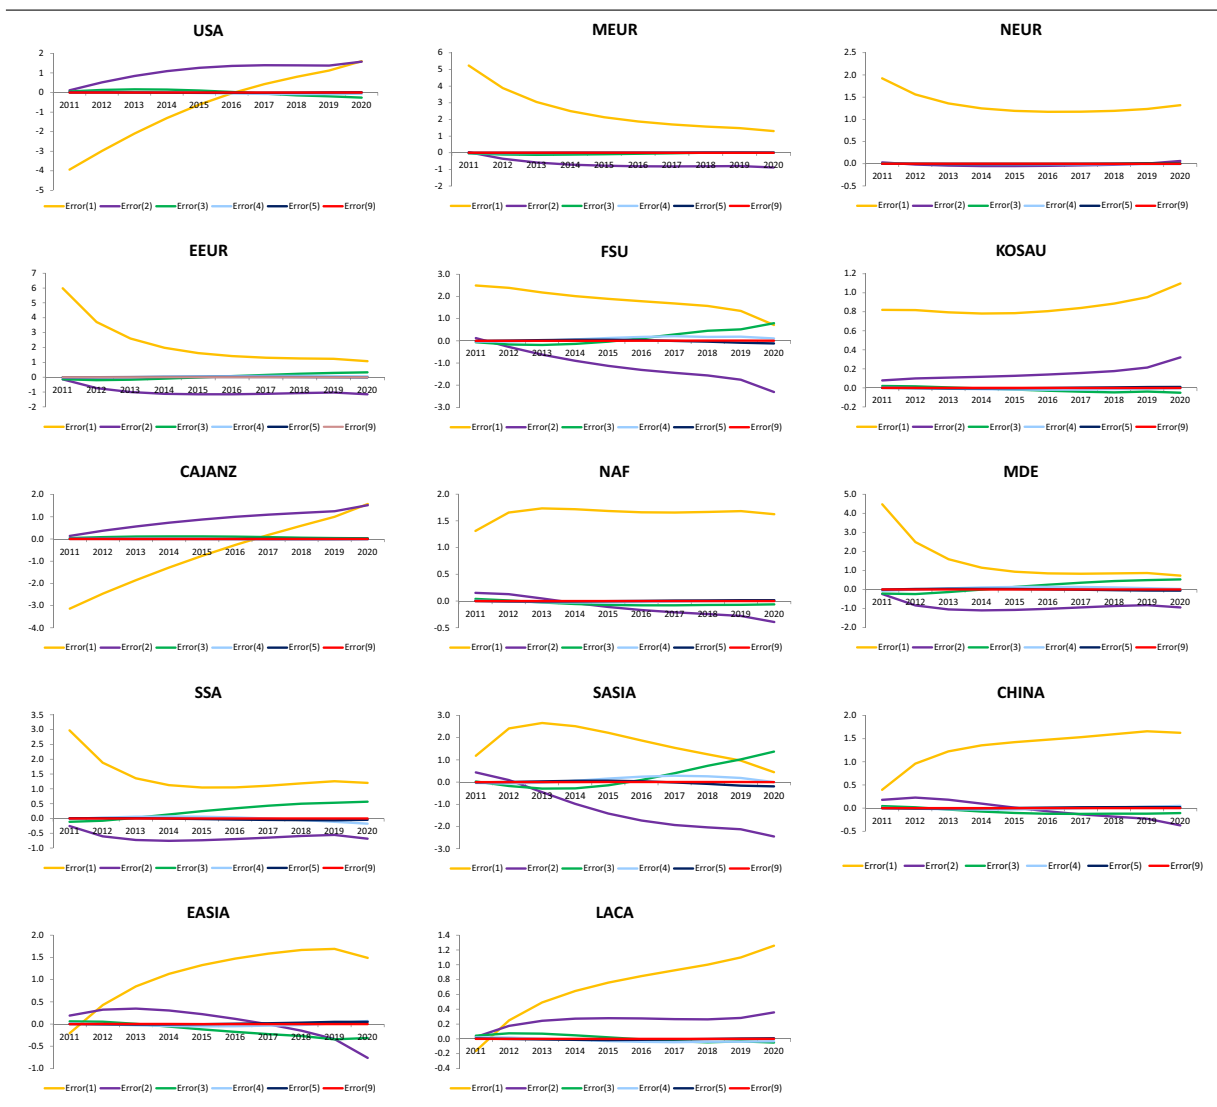 USA
2
1
0
-1
-2
-3
-4
-5
2011 2012 2013 2014 2015 2016 2017 2018 2019 2020
Error(1) Error(2) Error(3) Error(4) Error(5) Error(9)
MEUR
6
5
4
3
2
1
0
-1
-2
2011 2012 2013 2014 2015 2016 2017 2018 2019 2020
Error(1) Error(2) Error(3) Error(4) Error(5) Error(9)
NEUR
2.5
2.0
1.5
1.0
0.5
0.0
-0.5
2011 2012 2013 2014 2015 2016 2017 2018 2019 2020
Error(1) Error(2) Error(3) Error(4) Error(5) Error(9)
EEUR
7
6
5
4
3
2
1
0
-1
-2
2011 2012 2013 2014 2015 2016 2017 2018 2019 2020
Error(1) Error(2) Error(3) Error(4) Error(5) Error(9)
FSU
3.0
2.0
1.0
0.0
-1.0
-2.0
-3.0
2011 2012 2013 2014 2015 2016 2017 2018 2019 2020
Error(1) Error(2) Error(3) Error(4) Error(5) Error(9)
KOSAU
1.2
1.0
0.8
0.6
0.4
0.2
0.0
-0.2
2011 2012 2013 2014 2015 2016 2017 2018 2019 2020
Error(1) Error(2) Error(3) Error(4) Error(5) Error(9)
CAJANZ
2.0
1.0
0.0
-1.0
-2.0
-3.0
-4.0
2011 2012 2013 2014 2015 2016 2017 2018 2019 2020
Error(1) Error(2) Error(3) Error(4) Error(5) Error(9)
NAF
2.0
1.5
1.0
0.5
0.0
-0.5
2011 2012 2013 2014 2015 2016 2017 2018 2019 2020
Error(1) Error(2) Error(3) Error(4) Error(5) Error(9)
MDE
5.0
4.0
3.0
2.0
1.0
0.0
-1.0
-2.0
2011 2012 2013 2014 2015 2016 2017 2018 2019 2020
Error(1) Error(2) Error(3) Error(4) Error(5) Error(9)
SSA
3.5
3.0
2.5
2.0
1.5
1.0
0.5
0.0
-0.5
-1.0
2011 2012 2013 2014 2015 2016 2017 2018 2019 2020
Error(1) Error(2) Error(3) Error(4) Error(5) Error(9)
SASIA
3.0
2.0
1.0
0.0
-1.0
-2.0
-3.0
2011 2012 2013 2014 2015 2016 2017 2018 2019 2020
Error(1) Error(2) Error(3) Error(4) Error(5) Error(9)
CHINA
2.0
1.5
1.0
0.5
0.0
-0.5
2011 2012 2013 2014 2015 2016 2017 2018 2019 2020
Error(1) Error(2) Error(3) Error(4) Error(5) Error(9)
EASIA
2.0
1.5
1.0
0.5
0.0
-0.5
-1.0
2011 2012 2013 2014 2015 2016 2017 2018 2019 2020
Error(1) Error(2) Error(3) Error(4) Error(5) Error(9)
LACA
1.4
1.2
1.0
0.8
0.6
0.4
0.2
0.0
-0.2
-0.4
2011 2012 2013 2014 2015 2016 2017 2018 2019 2020
Error(1) Error(2) Error(3) Error(4) Error(5) Error(9)